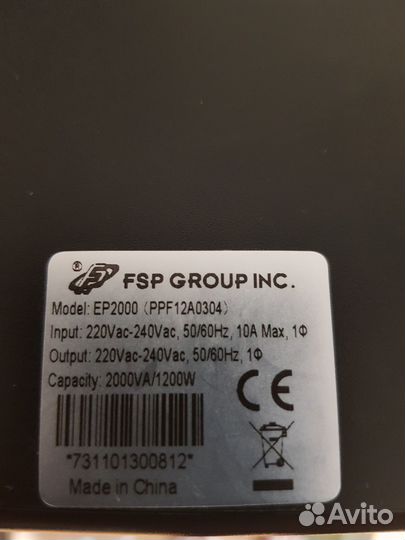 ® FSP GROUP INC.
Model: EP2000 (PPF12A0304)
Input: 220Vac-240Vac, 50/60Hz, 10A Max, 1Φ
Output: 220Vac-240Vac, 50/60Hz, 1Φ
Capacity: 2000VA/1200W
CE
*731101300812*
Made in China
Avito